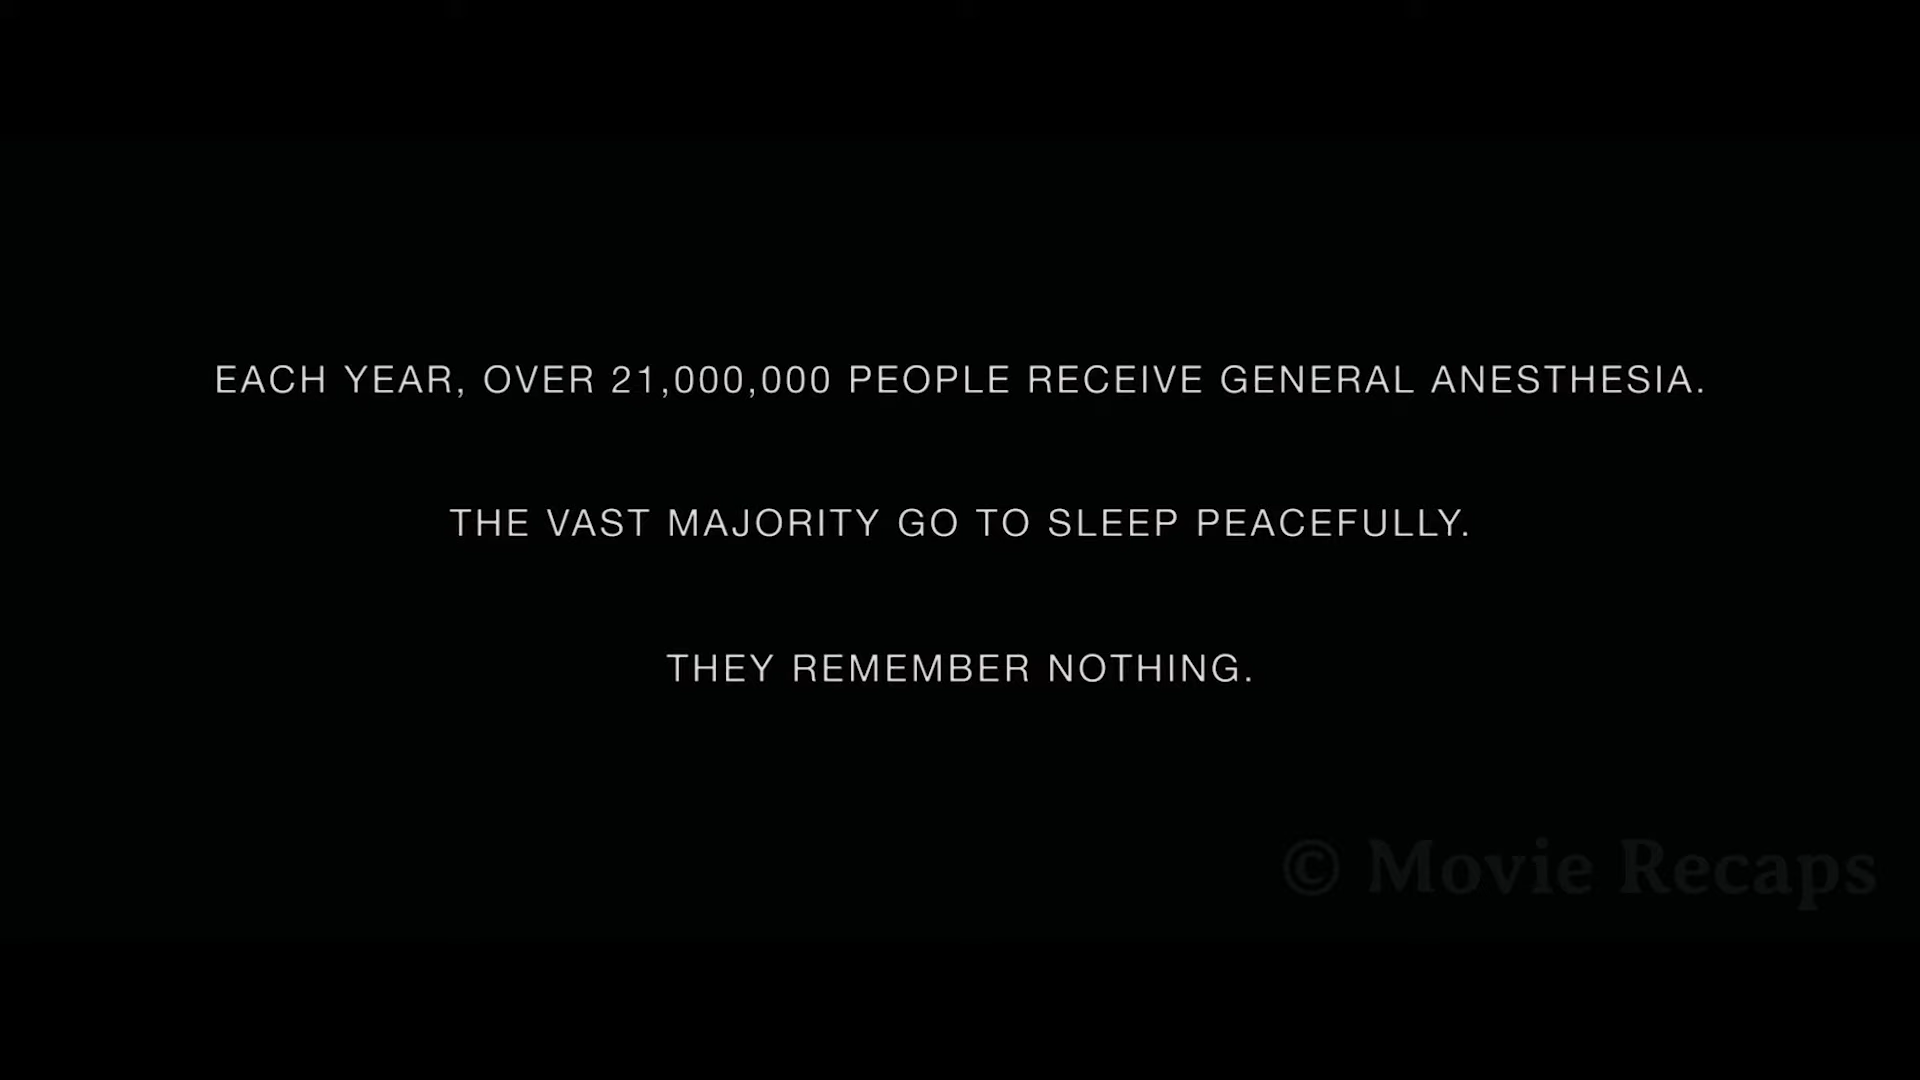 EACH YEAR, OVER 21,000,000 PEOPLE RECEIVE GENERAL ANESTHESIA.
THE VAST MAJORITY GO TO SLEEP PEACEFULLY.
THEY REMEMBER NOTHING.
© Movie Recaps